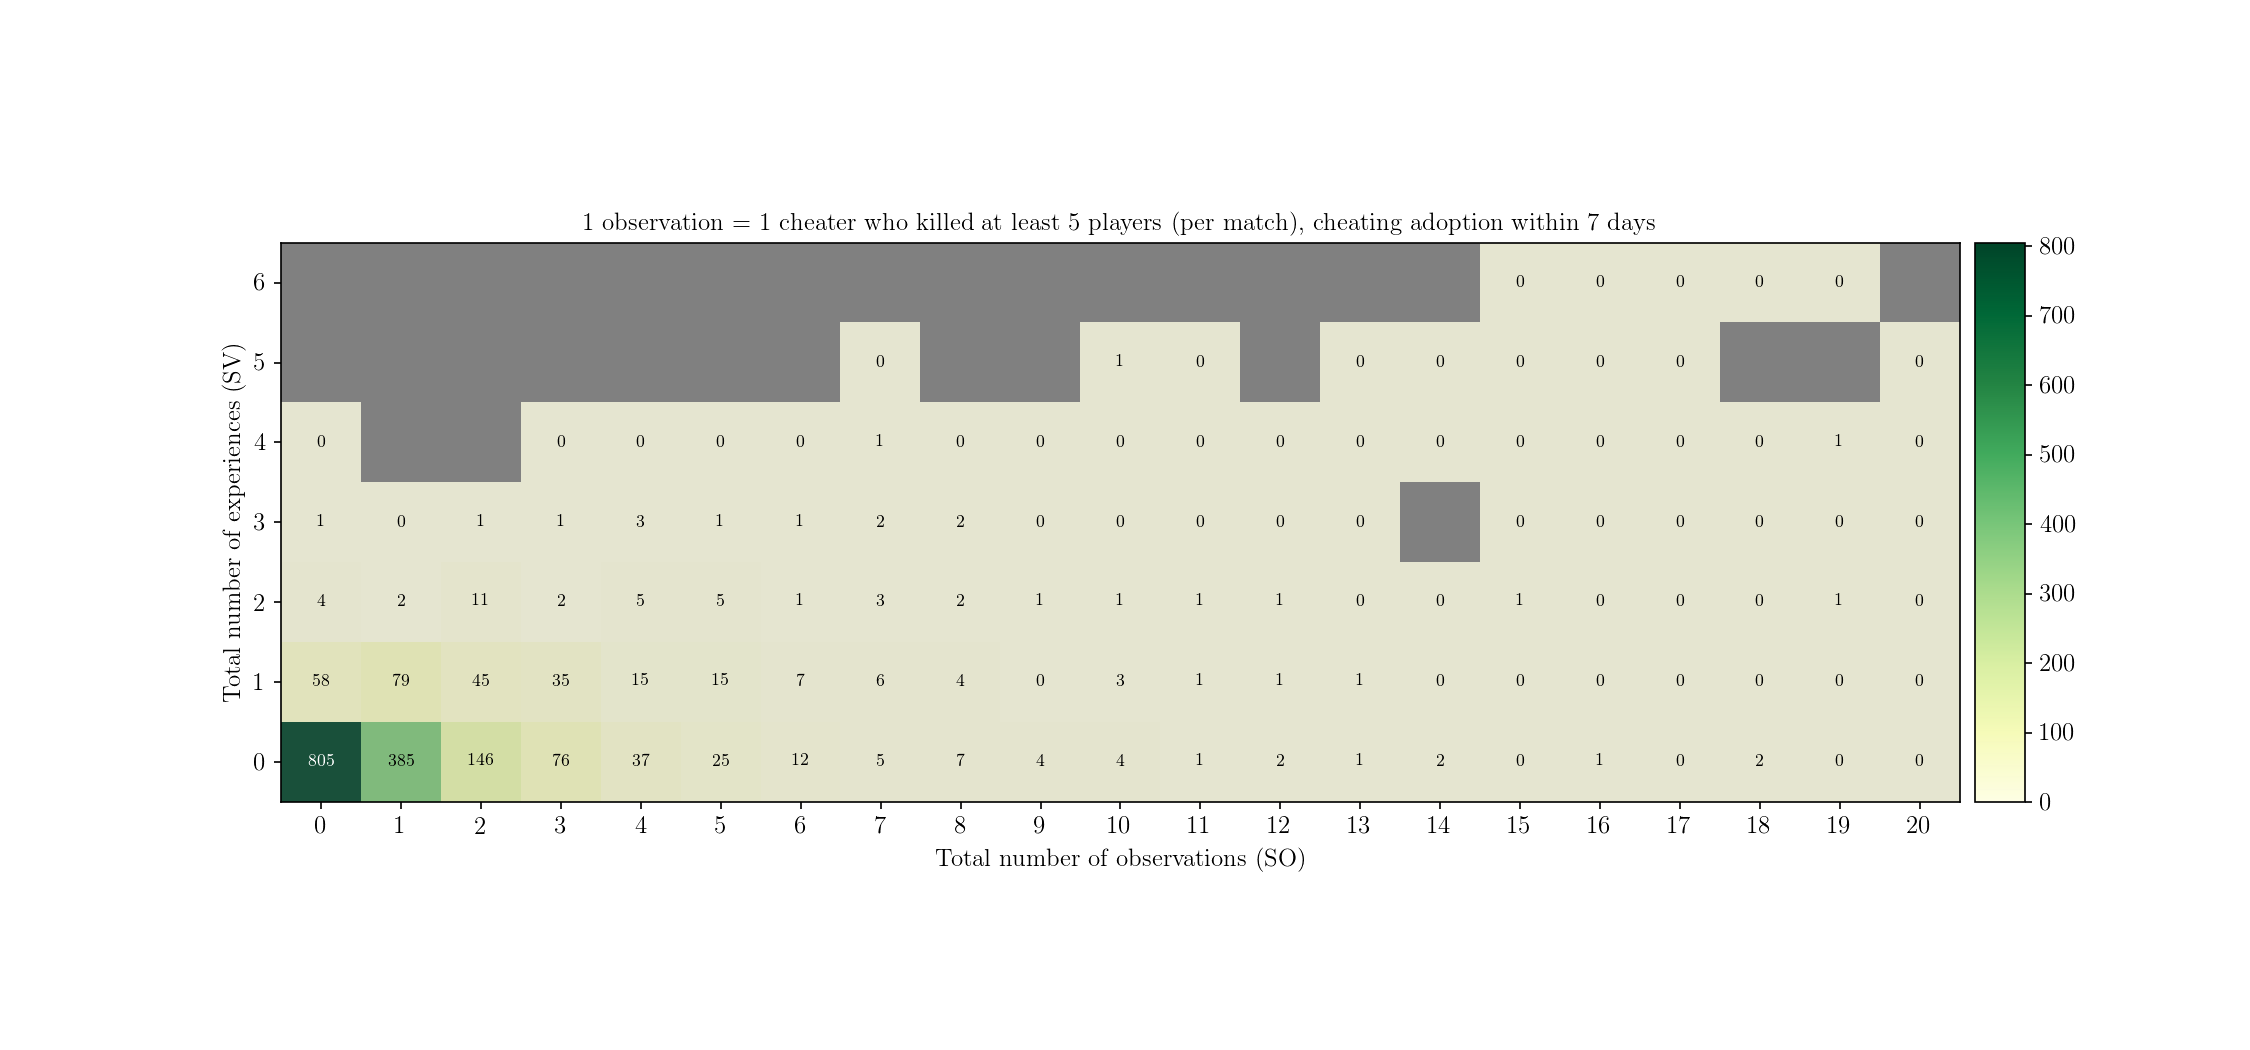 1 observation = 1 cheater who killed at least 5 players (per match), cheating adoption within 7 days
Total number of experiences (SV)
6 0 0 0 0 0
5 0 1 0 0 0 0 0 0 0
4 0 0 0 0 0 1 0 0 0 0 0 0 0 0 0 0 0 1 0
3 1 0 1 1 3 1 1 2 2 0 0 0 0 0 0 0 0 0 0 0
2 4 2 11 2 5 5 1 3 2 1 1 1 1 0 0 1 0 0 0 1 0
1 58 79 45 35 15 15 7 6 4 0 3 1 1 1 0 0 0 0 0 0 0
0 805 385 146 76 37 25 12 5 7 4 4 1 2 1 2 0 1 0 2 0 0
0 1 2 3 4 5 6 7 8 9 10 11 12 13 14 15 16 17 18 19 20
Total number of observations (SO)
800
700
600
500
400
300
200
100
0